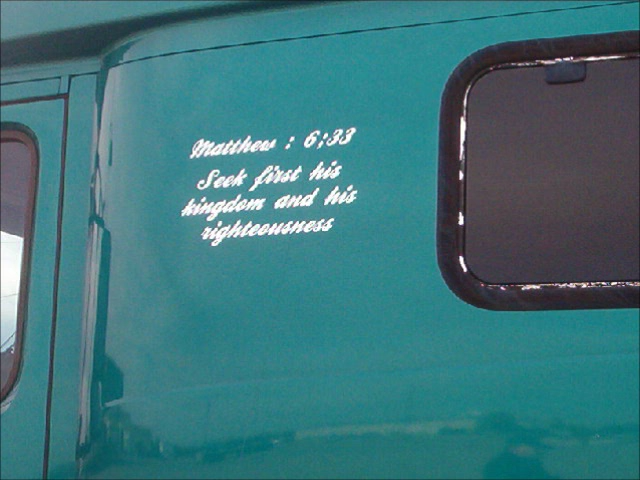 Matthew : 6;33
Seek first his
kingdom and his
righteousness